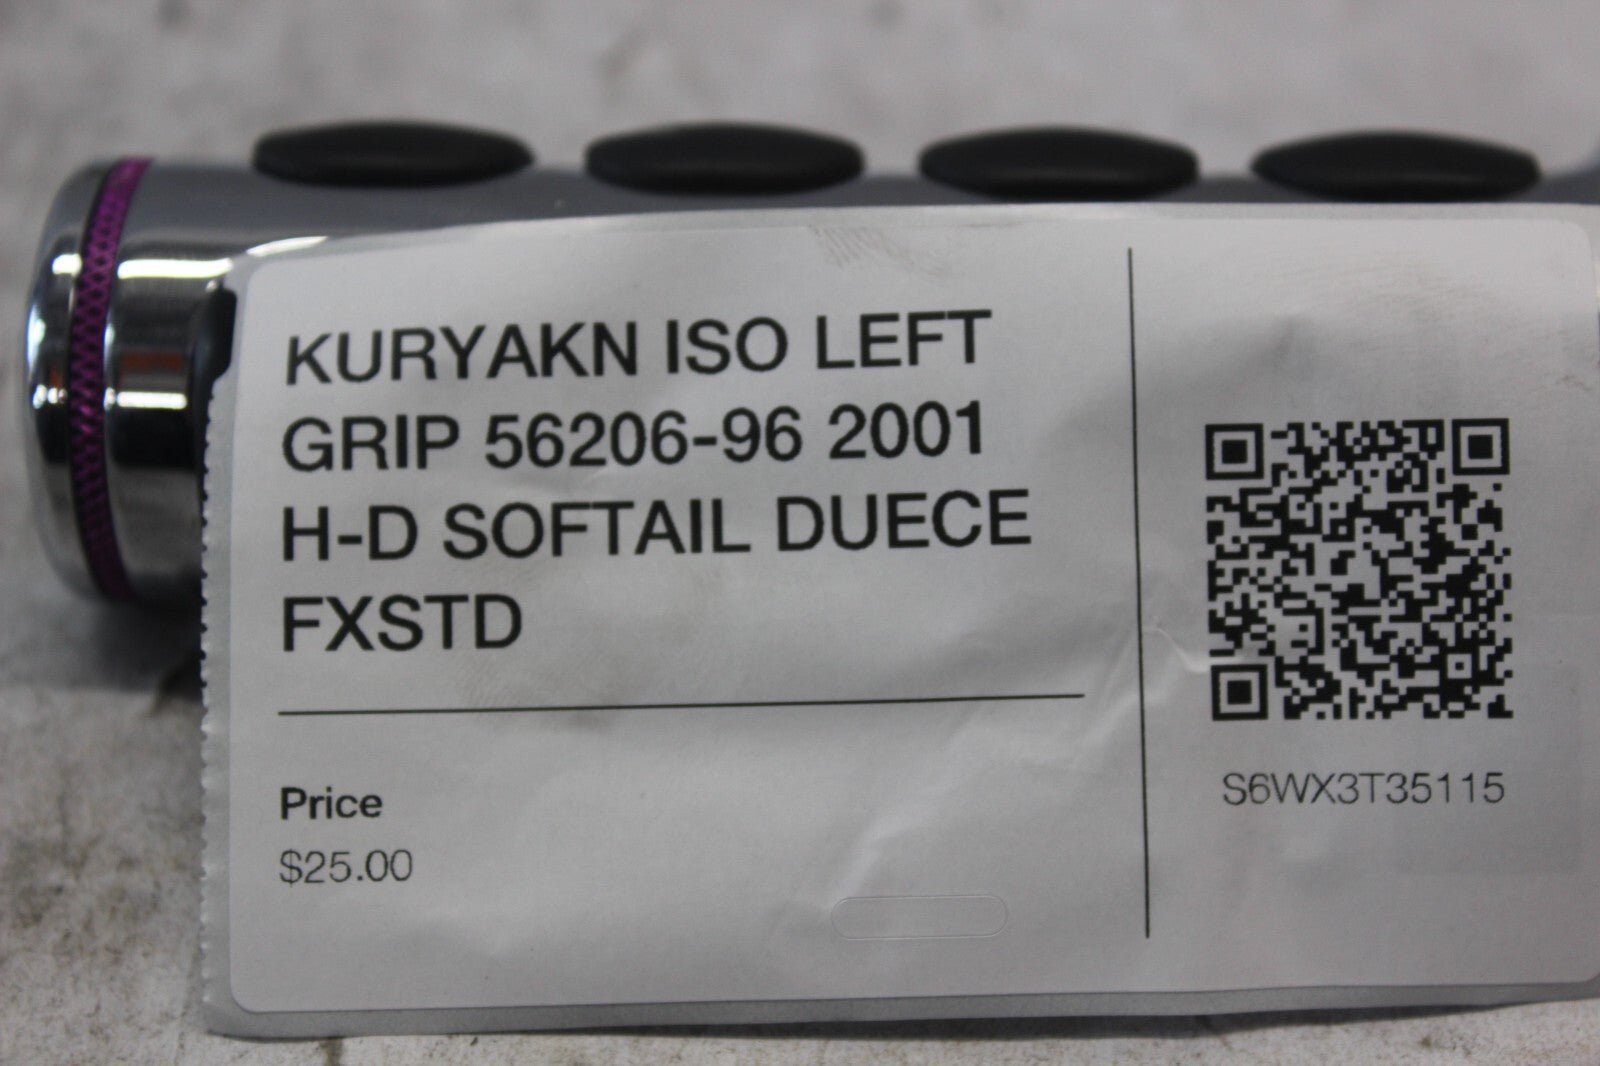 KURYAKN ISO LEFT
GRIP 56206-96 2001
H-D SOFTAIL DUECE
FXSTD
Price
$25.00
S6WX3T35115